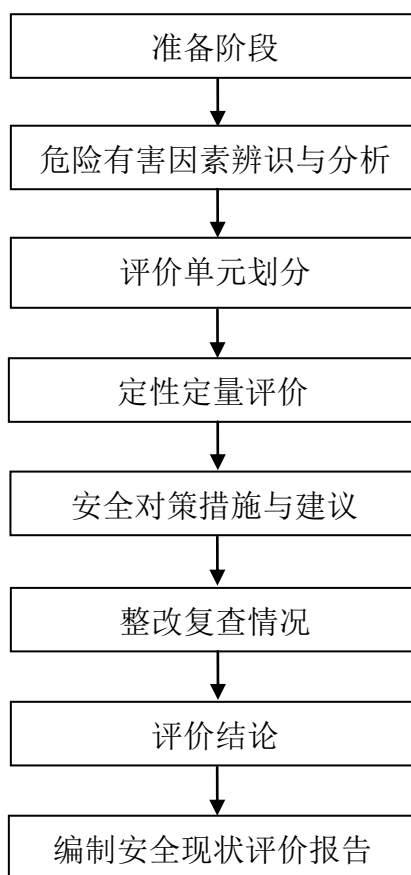 准备阶段
危险有害因素辨识与分析
评价单元划分
定性定量评价
安全对策措施与建议
整改复查情况
评价结论
编制安全现状评价报告